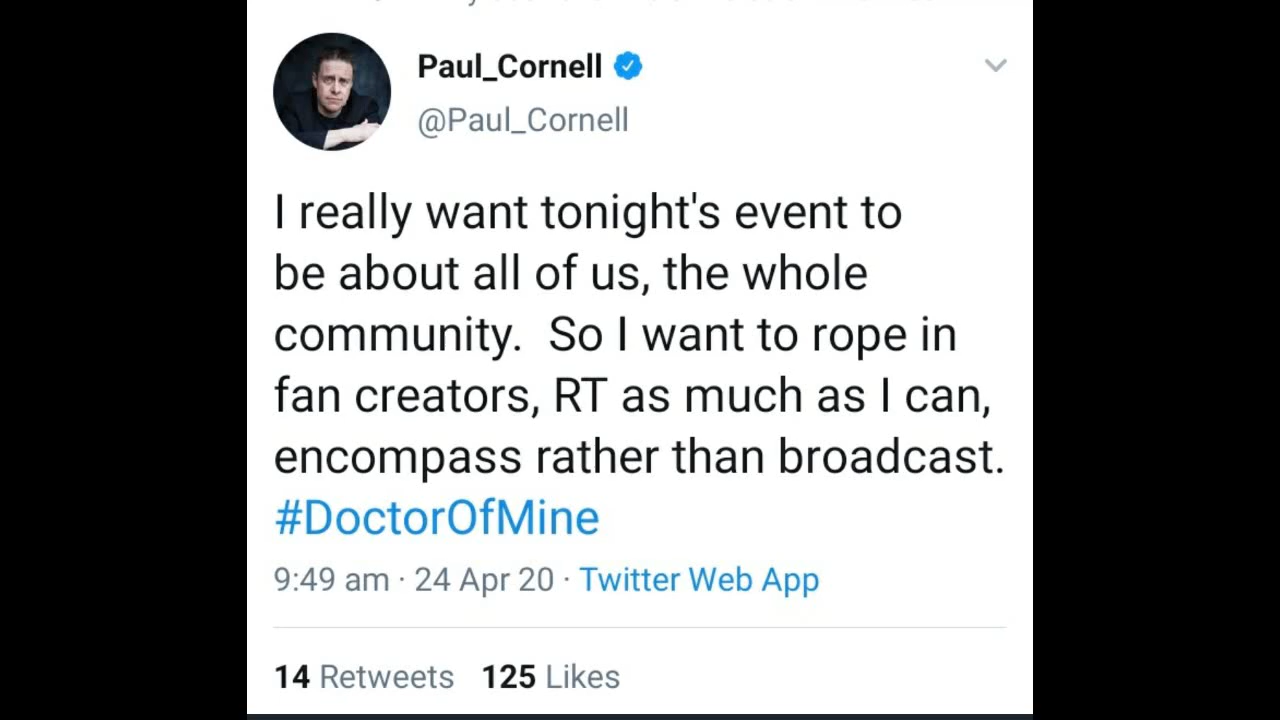 Paul_Cornell
@Paul_Cornell
I really want tonight's event to
be about all of us, the whole
community.  So I want to rope in
fan creators, RT as much as I can,
encompass rather than broadcast.
#DoctorOfMine
9:49 am · 24 Apr 20 · Twitter Web App
14 Retweets 125 Likes